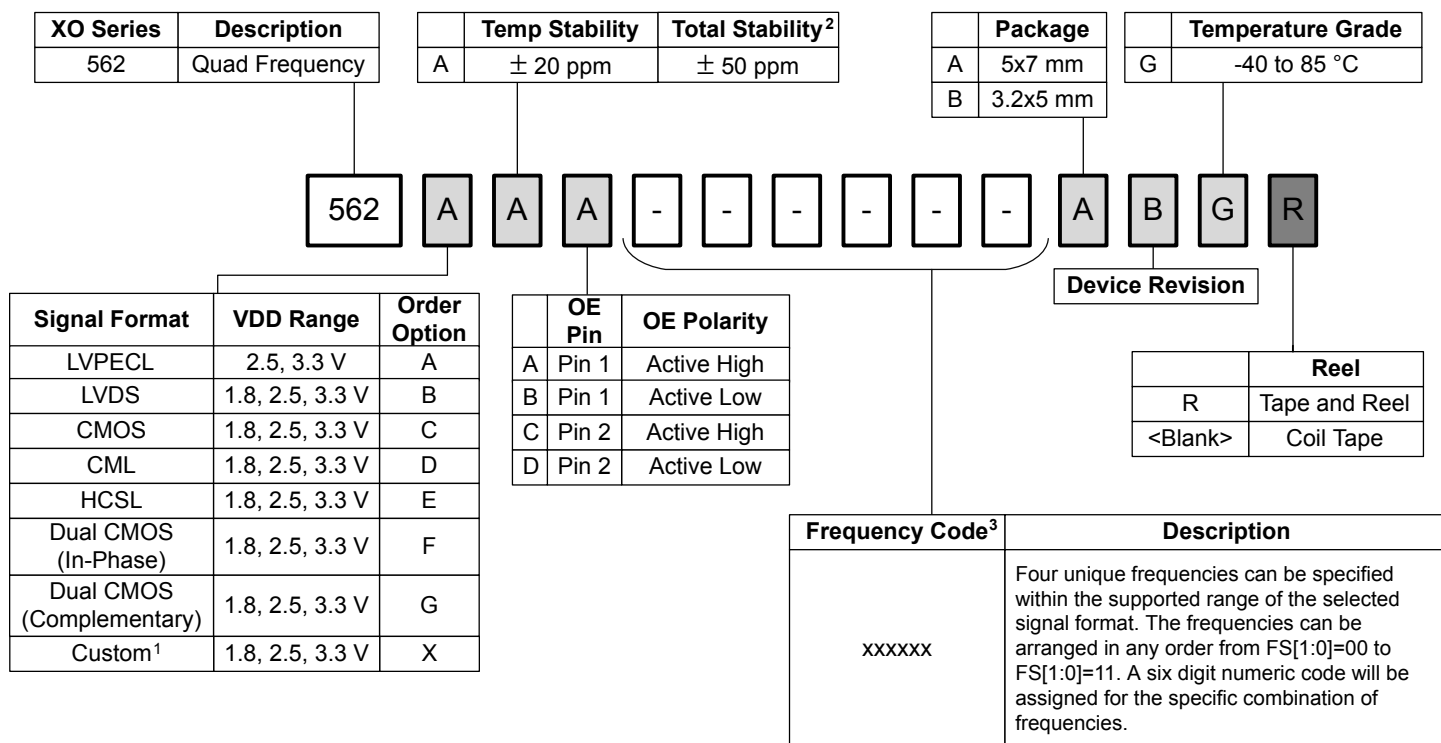 XO Series Description
562 Quad Frequency
Temp Stability Total Stability²
A ± 20 ppm ± 50 ppm
Package
A 5x7 mm
B 3.2x5 mm
Temperature Grade
G -40 to 85 °C
562 A A A - - - - - - A B G R
Device Revision
Signal Format VDD Range Order
Option
LVPECL 2.5, 3.3 V A
LVDS 1.8, 2.5, 3.3 V B
CMOS 1.8, 2.5, 3.3 V C
CML 1.8, 2.5, 3.3 V D
HCSL 1.8, 2.5, 3.3 V E
Dual CMOS
(In-Phase) 1.8, 2.5, 3.3 V F
Dual CMOS
(Complementary) 1.8, 2.5, 3.3 V G
Custom¹ 1.8, 2.5, 3.3 V X
OE
Pin OE Polarity
A Pin 1 Active High
B Pin 1 Active Low
C Pin 2 Active High
D Pin 2 Active Low
Reel
R Tape and Reel
<Blank> Coil Tape
Frequency Code³ Description
xxxxxx
Four unique frequencies can be specified
within the supported range of the selected
signal format. The frequencies can be
arranged in any order from FS[1:0]=00 to
FS[1:0]=11. A six digit numeric code will be
assigned for the specific combination of
frequencies.